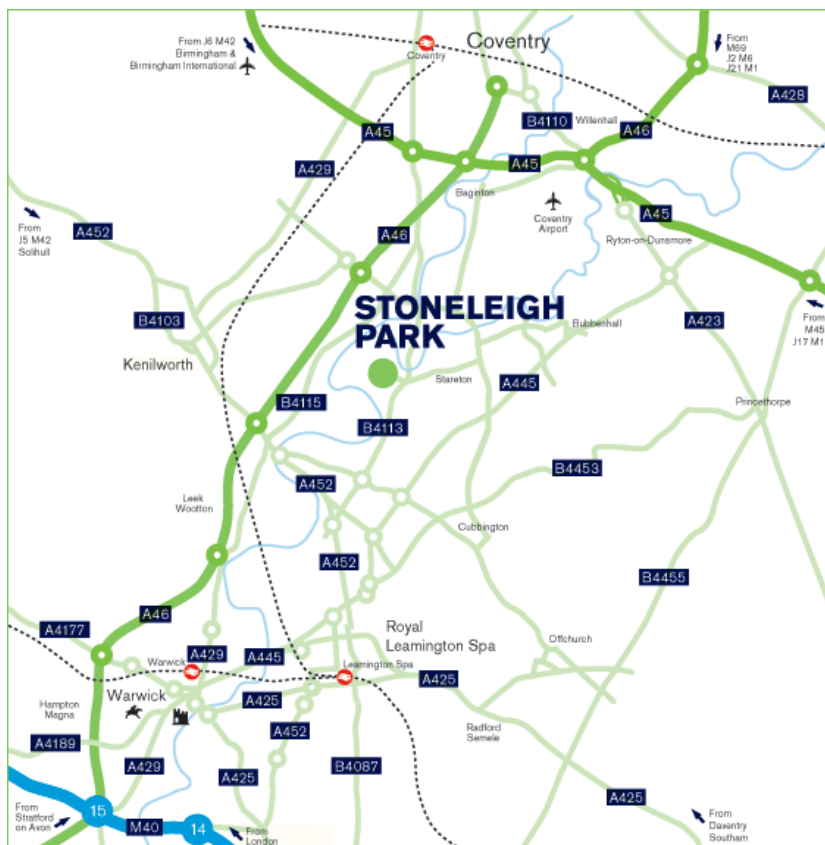 From J6 M42
Birmingham &
Birmingham International
Coventry
Coventry
From
M69
J2 M6
J21 M1
A428
B4110
Willenhall
A46
A45
A45
A429
Baginton
Coventry
Airport
A45
Ryton-on-Dunsmore
From
J5 M42
Solihull
A452
A46
STONELEIGH
PARK
B4103
Bubbenhall
A423
From
M45
J17 M1
Kenilworth
Stareton
A445
B4115
Princethorpe
B4113
B4453
A452
Leek
Wootton
Cubbington
A452
B4455
A46
A4177
Royal
Leamington Spa
Offchurch
A429
A445
Warwick
Leamington Spa
A425
Warwick
A425
Hampton
Magna
Radford
Semele
A452
A4189
A429
A425
B4087
A425
From
Stratford
on Avon
15
M40
14
From
London
From
Daventry
Southam